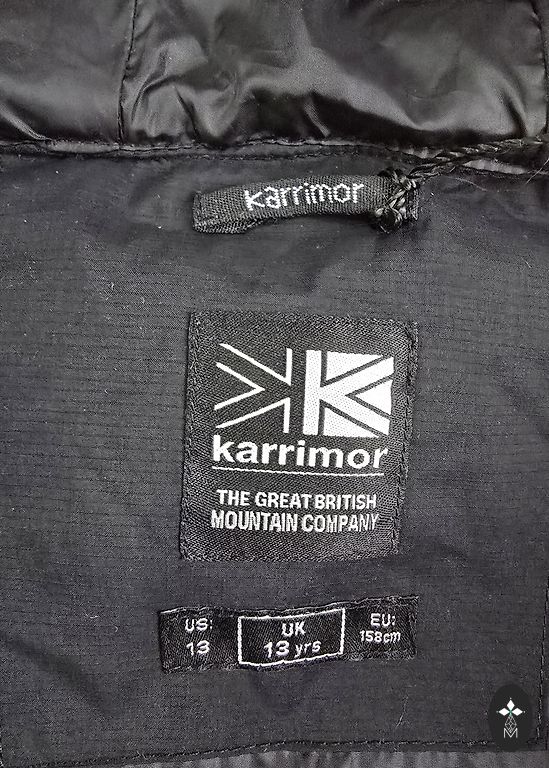 karrimor
karrimor
THE GREAT BRITISH
MOUNTAIN COMPANY
US:
13
UK
13 yrs
EU:
158cm
M